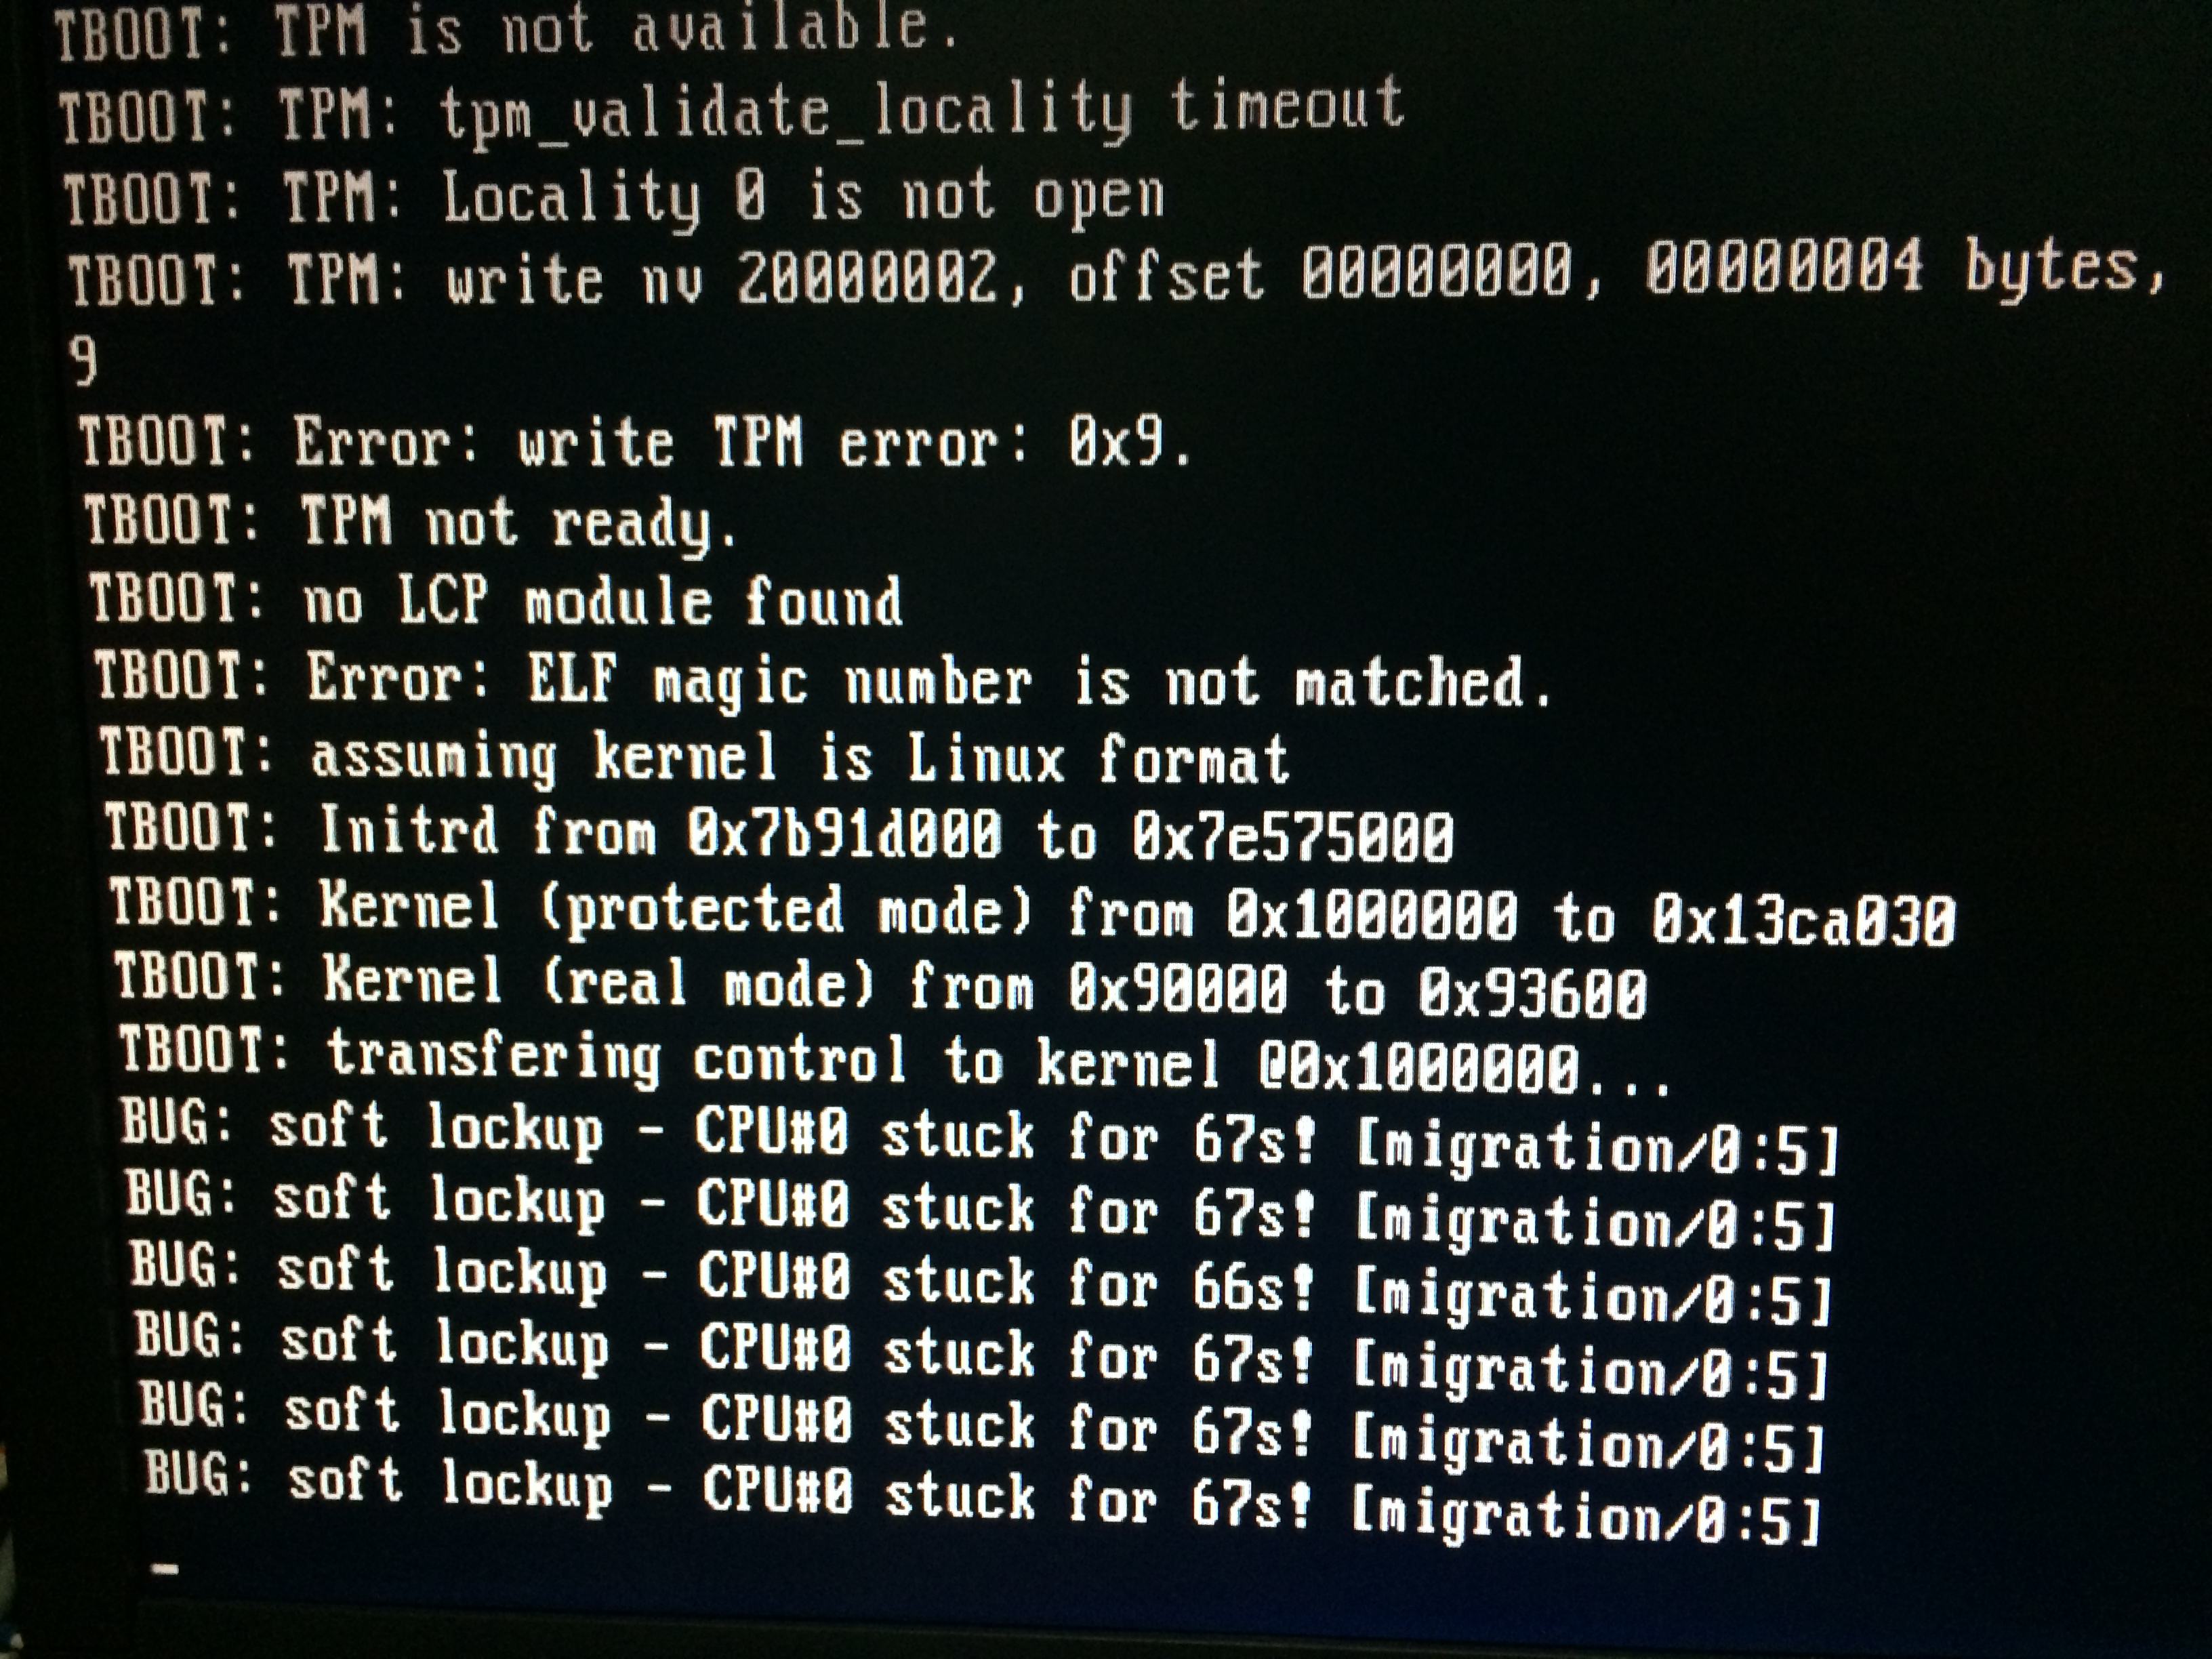 TBOOT: TPM is not available.
TBOOT: TPM: tpm_validate_locality timeout
TBOOT: TPM: Locality 0 is not open
TBOOT: TPM: write nv 20000002, offset 00000000, 00000004 bytes,
9
TBOOT: Error: write TPM error: 0x9.
TBOOT: TPM not ready.
TBOOT: no LCP module found
TBOOT: Error: ELF magic number is not matched.
TBOOT: assuming kernel is Linux format
TBOOT: Initrd from 0x7b91d000 to 0x7e575000
TBOOT: Kernel (protected mode) from 0x1000000 to 0x13ca030
TBOOT: Kernel (real mode) from 0x90000 to 0x93600
TBOOT: transfering control to kernel @0x1000000...
BUG: soft lockup - CPU#0 stuck for 67s! [migration/0:5]
BUG: soft lockup - CPU#0 stuck for 67s! [migration/0:5]
BUG: soft lockup - CPU#0 stuck for 66s! [migration/0:5]
BUG: soft lockup - CPU#0 stuck for 67s! [migration/0:5]
BUG: soft lockup - CPU#0 stuck for 67s! [migration/0:5]
BUG: soft lockup - CPU#0 stuck for 67s! [migration/0:5]
_